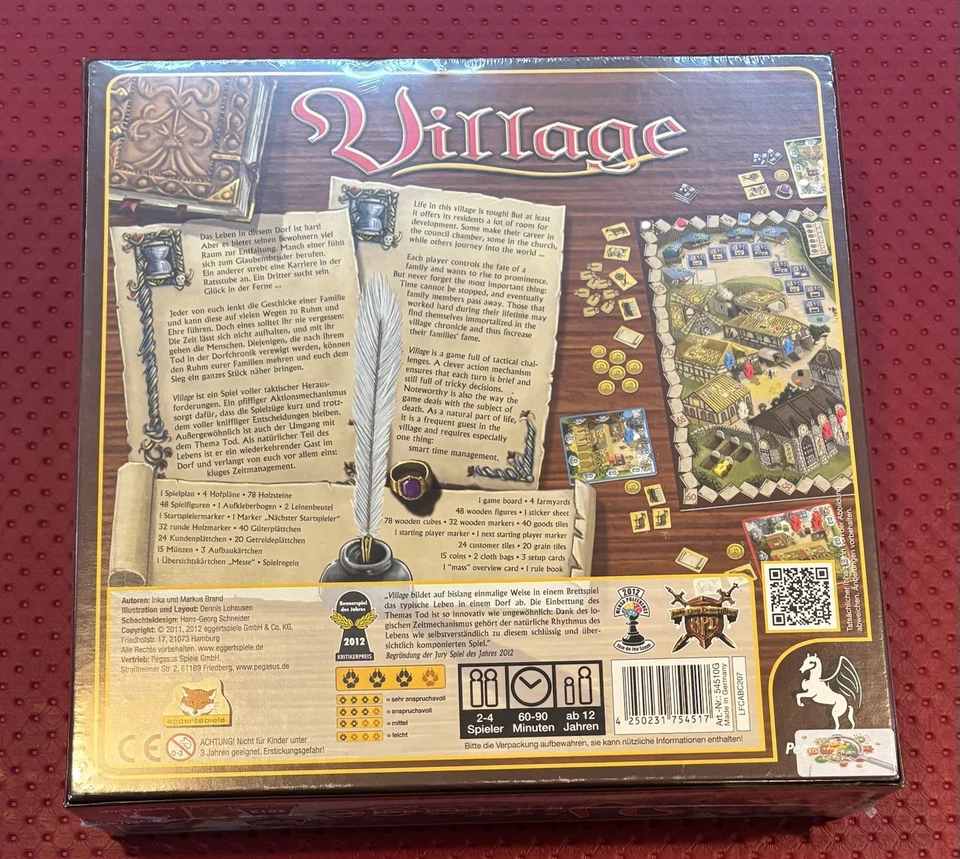 Village
Das Leben in diesem Dorf ist hart!
Aber es bietet seinen Bewohnern viel
Raum zur Entfaltung. Manch einer fühlt
sich zum Glaubensbruder berufen.
Ein anderer strebt eine Karriere in der
Ratsstube an. Ein Dritter sucht sein
Glück in der Ferne ...
Jeder von euch lenkt die Geschicke einer Familie
und kann diese auf vielen Wegen zu Ruhm und
Ehre führen. Doch eines solltet ihr nie vergessen:
Die Zeit lässt sich nicht aufhalten, und mit ihr
gehen die Menschen. Diejenigen, die nach ihrem
Tod in der Dorfchronik verewigt werden, können
den Ruhm eurer Familien mehren und euch dem
Sieg ein ganzes Stück näher bringen.
Village ist ein Spiel voller taktischer Heraus-
forderungen. Ein pfiffiger Aktionsmechanismus
sorgt dafür, dass die Spielzüge kurz und trotz-
dem voller kniffliger Entscheidungen bleiben.
Außergewöhnlich ist auch der Umgang mit
dem Thema Tod. Als natürlicher Teil des
Lebens ist er ein wiederkehrender Gast im
Dorf und verlangt von euch vor allem eins:
kluges Zeitmanagement.
Life in this village is tough! But at least
it offers its residents a lot of room for
development. Some make their career in
the council chamber, some in the church,
while others journey into the world ...
Each player controls the fate of a
family and wants to rise to prominence.
But never forget the most important thing:
Time cannot be stopped, and eventually
family members pass away. Those that
worked hard during their lifetime may
find themselves immortalized in the
village chronicle and thus increase
their families' fame.
Village is a game full of tactical chal-
lenges. A clever action mechanism
ensures that each turn is brief and
still full of tricky decisions.
Noteworthy is also the way the
game deals with the subject of
death. As a natural part of life,
it is a frequent guest in the
village and requires especially
one thing:
smart time management.
1 Spielplan • 4 Hofpläne • 78 Holzsteine
48 Spielfiguren • 1 Aufkleberbogen • 2 Leinenbeutel
1 Startspielermarker • 1 Marker „Nächster Startspieler"
32 runde Holzmarker • 40 Güterplättchen
24 Kundenplättchen • 20 Getreideplättchen
15 Münzen • 3 Aufbaukärtchen
1 Übersichtskärtchen „Messe" • Spielregeln
1 game board • 4 farmyards
48 wooden figures • 1 sticker sheet
78 wooden cubes • 32 wooden markers • 40 goods tiles
1 starting player marker • 1 next starting player marker
24 customer tiles • 20 grain tiles
15 coins • 2 cloth bags • 3 setup cards
1 "mass" overview card • 1 rule book
Autoren: Inka und Markus Brand
Illustration und Layout: Dennis Lohausen
Schachteldesign: Hans-Georg Schneider
Copyright: © 2011, 2012 eggertspiele GmbH & Co. KG,
Friedholzstr. 17, 21073 Hamburg
Alle Rechte vorbehalten. www.eggertspiele.de
Vertrieb: Pegasus Spiele GmbH,
Straßheimer Str. 2, 61169 Friedberg, www.pegasus.de
eggertspiele
CE
0-3
ACHTUNG! Nicht für Kinder unter
3 Jahren geeignet. Erstickungsgefahr!
Kennerspiel
des Jahres
2012
KRITIKERPREIS
„Village bildet auf bislang einmalige Weise in einem Brettspiel
das typische Leben in einem Dorf ab. Die Einbettung des
Themas Tod ist so innovativ wie ungewöhnlich: Dank des lo-
gischen Zeitmechanismus gehört der natürliche Rhythmus des
Lebens wie selbstverständlich zu diesem schlüssig und über-
sichtlich komponierten Spiel."
Begründung der Jury Spiel des Jahres 2012
2012
= sehr anspruchsvoll
= anspruchsvoll
= mittel
= leicht
2-4
Spieler
60-90
Minuten
ab 12
Jahren
4 250231 754517
Art.-Nr.: 54510G
Made in Germany
LFCABC207
Bitte die Verpackung aufbewahren, sie kann nützliche Informationen enthalten!
60
70